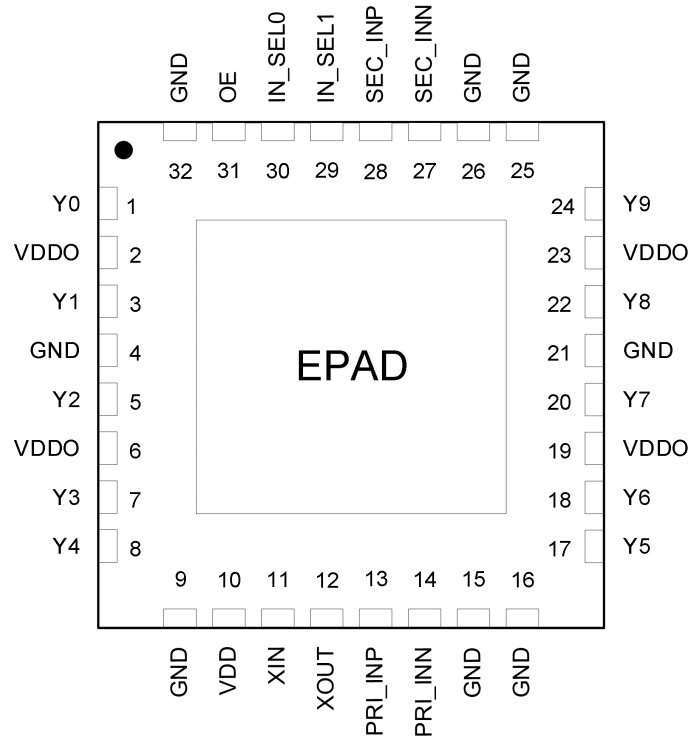 GND OE IN_SEL0 IN_SEL1 SEC_INP SEC_INN GND GND
32 31 30 29 28 27 26 25
Y0 1 24 Y9
VDDO 2 23 VDDO
Y1 3 22 Y8
GND 4 21 GND
EPAD
Y2 5 20 Y7
VDDO 6 19 VDDO
Y3 7 18 Y6
Y4 8 17 Y5
9 10 11 12 13 14 15 16
GND VDD XIN XOUT PRI_INP PRI_INN GND GND